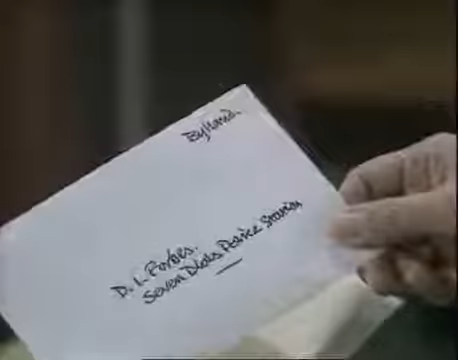 By Hand.
D. I. Forbes.
Seven Dials Police Station